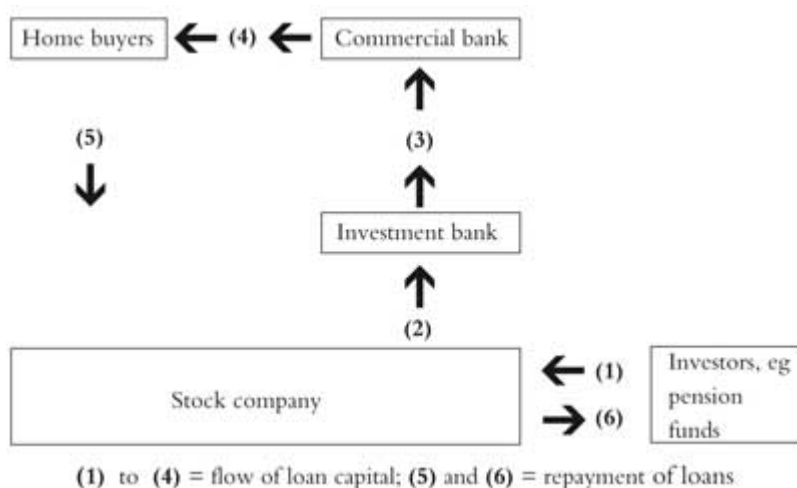 Home buyers (4) Commercial bank
(5)
(3)
Investment bank
(2)
Stock company
(1) Investors, eg
pension
(6) funds
(1) to (4) = flow of loan capital; (5) and (6) = repayment of loans